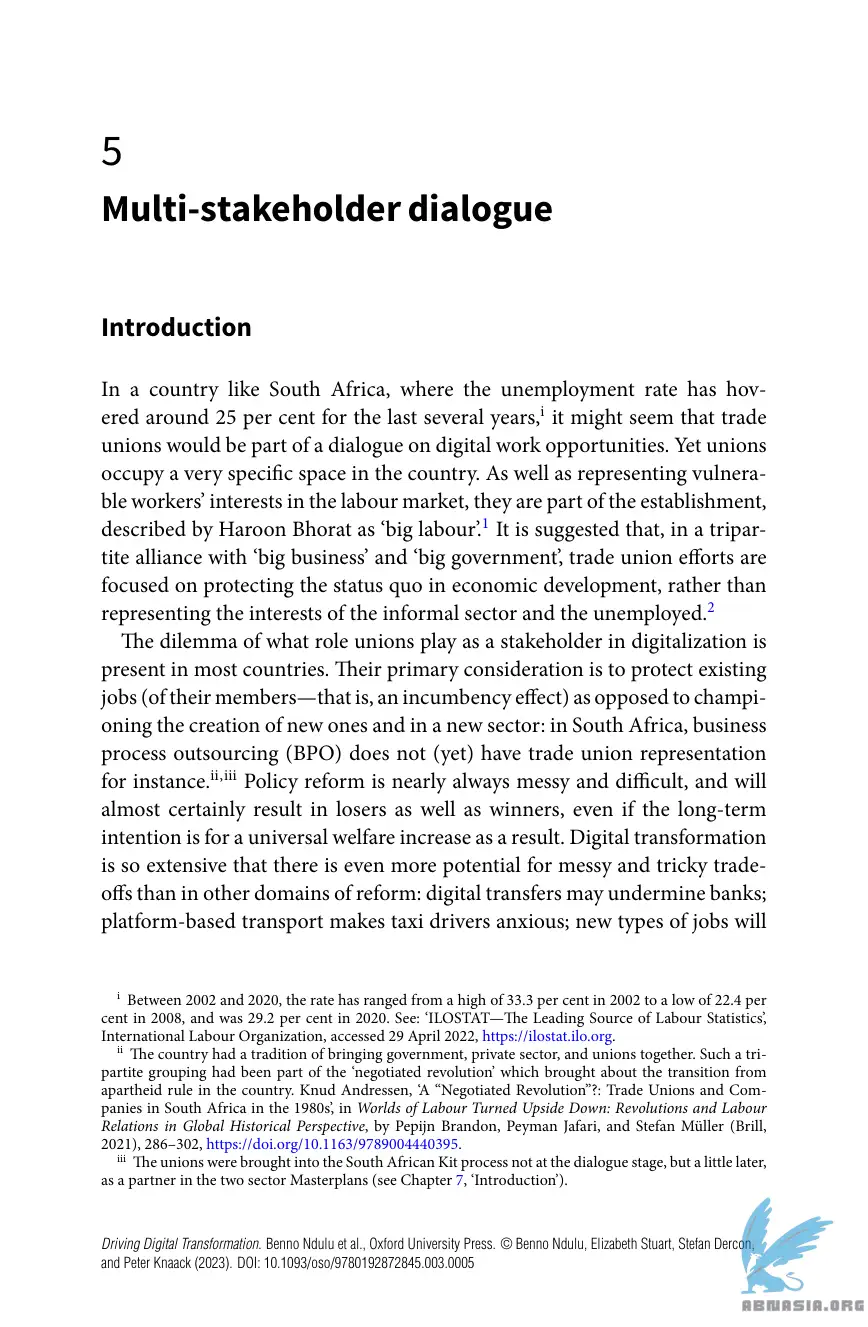 5
Multi-stakeholder dialogue
Introduction
In a country like South Africa, where the unemployment rate has hov-
ered around 25 per cent for the last several years,i it might seem that trade
unions would be part of a dialogue on digital work opportunities. Yet unions
occupy a very specific space in the country. As well as representing vulnera-
ble workers’ interests in the labour market, they are part of the establishment,
described by Haroon Bhorat as ‘big labour’.1 It is suggested that, in a tripar-
tite alliance with ‘big business’ and ‘big government’, trade union efforts are
focused on protecting the status quo in economic development, rather than
representing the interests of the informal sector and the unemployed.2
The dilemma of what role unions play as a stakeholder in digitalization is
present in most countries. Their primary consideration is to protect existing
jobs (of their members—that is, an incumbency effect) as opposed to champi-
oning the creation of new ones and in a new sector: in South Africa, business
process outsourcing (BPO) does not (yet) have trade union representation
for instance.ii,iii Policy reform is nearly always messy and difficult, and will
almost certainly result in losers as well as winners, even if the long-term
intention is for a universal welfare increase as a result. Digital transformation
is so extensive that there is even more potential for messy and tricky trade-
offs than in other domains of reform: digital transfers may undermine banks;
platform-based transport makes taxi drivers anxious; new types of jobs will
i Between 2002 and 2020, the rate has ranged from a high of 33.3 per cent in 2002 to a low of 22.4 per
cent in 2008, and was 29.2 per cent in 2020. See: ‘ILOSTAT—The Leading Source of Labour Statistics’,
International Labour Organization, accessed 29 April 2022, https://ilostat.ilo.org.
ii The country had a tradition of bringing government, private sector, and unions together. Such a tri-
partite grouping had been part of the ‘negotiated revolution’ which brought about the transition from
apartheid rule in the country. Knud Andressen, ‘A “Negotiated Revolution”?: Trade Unions and Com-
panies in South Africa in the 1980s’, in Worlds of Labour Turned Upside Down: Revolutions and Labour
Relations in Global Historical Perspective, by Pepijn Brandon, Peyman Jafari, and Stefan Müller (Brill,
2021), 286–302, https://doi.org/10.1163/9789004440395.
iii The unions were brought into the South African Kit process not at the dialogue stage, but a little later,
as a partner in the two sector Masterplans (see Chapter 7, ‘Introduction’).
Driving Digital Transformation. Benno Ndulu et al., Oxford University Press. © Benno Ndulu, Elizabeth Stuart, Stefan Dercon,
and Peter Knaack (2023). DOI: 10.1093/oso/9780192872845.003.0005
ABNASIA.ORG